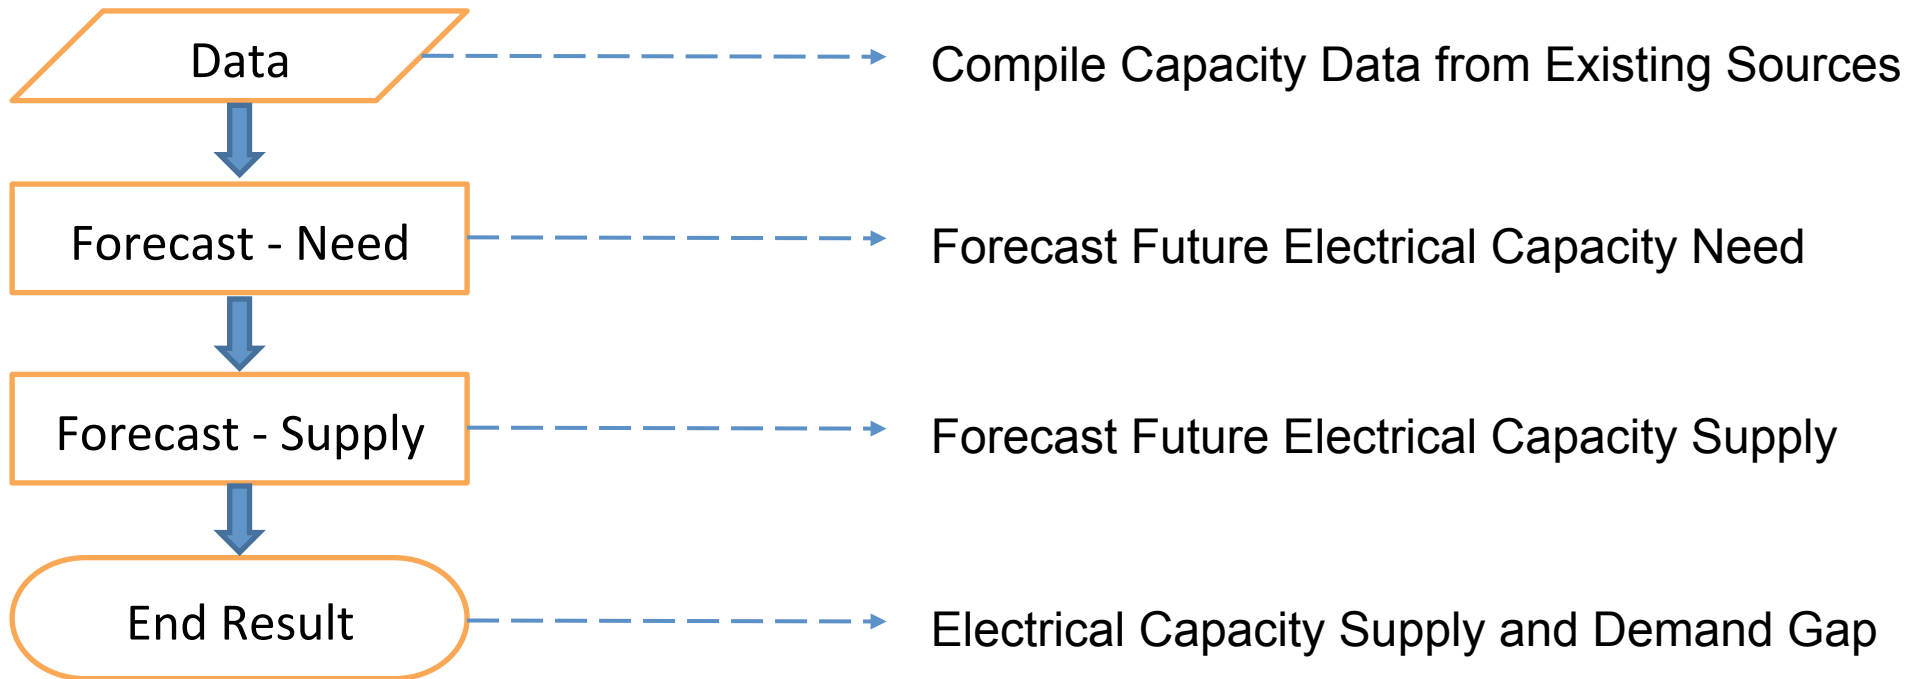 Data
Compile Capacity Data from Existing Sources
Forecast - Need
Forecast Future Electrical Capacity Need
Forecast - Supply
Forecast Future Electrical Capacity Supply
End Result
Electrical Capacity Supply and Demand Gap